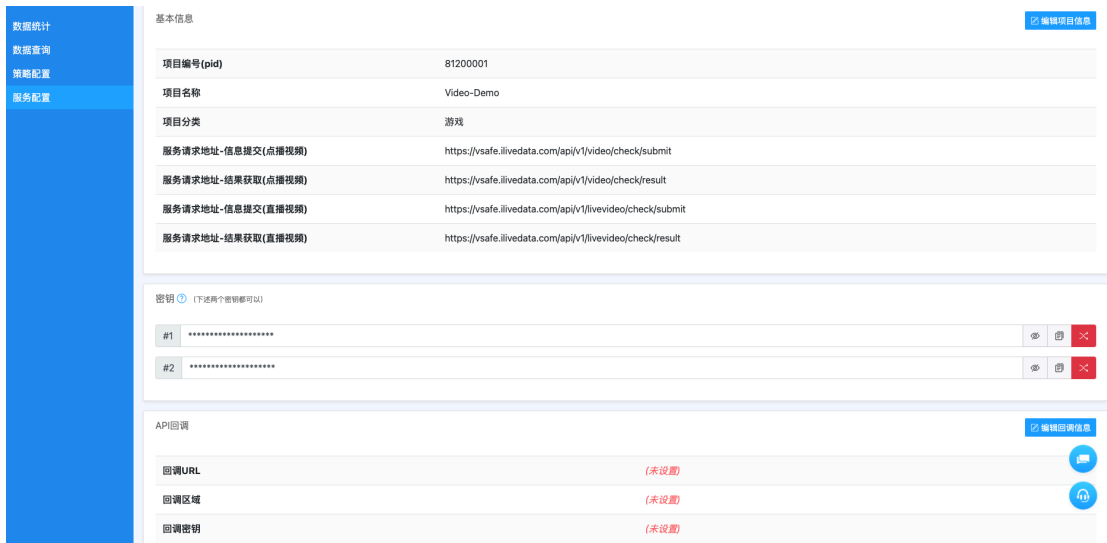 数据统计
数据查询
策略配置
服务配置
基本信息
编辑项目信息
项目编号(pid) 81200001
项目名称 Video-Demo
项目分类 游戏
服务请求地址-信息提交(点播视频) https://vsafe.ilivedata.com/api/v1/video/check/submit
服务请求地址-结果获取(点播视频) https://vsafe.ilivedata.com/api/v1/video/check/result
服务请求地址-信息提交(直播视频) https://vsafe.ilivedata.com/api/v1/livevideo/check/submit
服务请求地址-结果获取(直播视频) https://vsafe.ilivedata.com/api/v1/livevideo/check/result
密钥 (下述两个密钥都可以)
#1 ********************
#2 ********************
API回调
编辑回调信息
回调URL (未设置)
回调区域 (未设置)
回调密钥 (未设置)